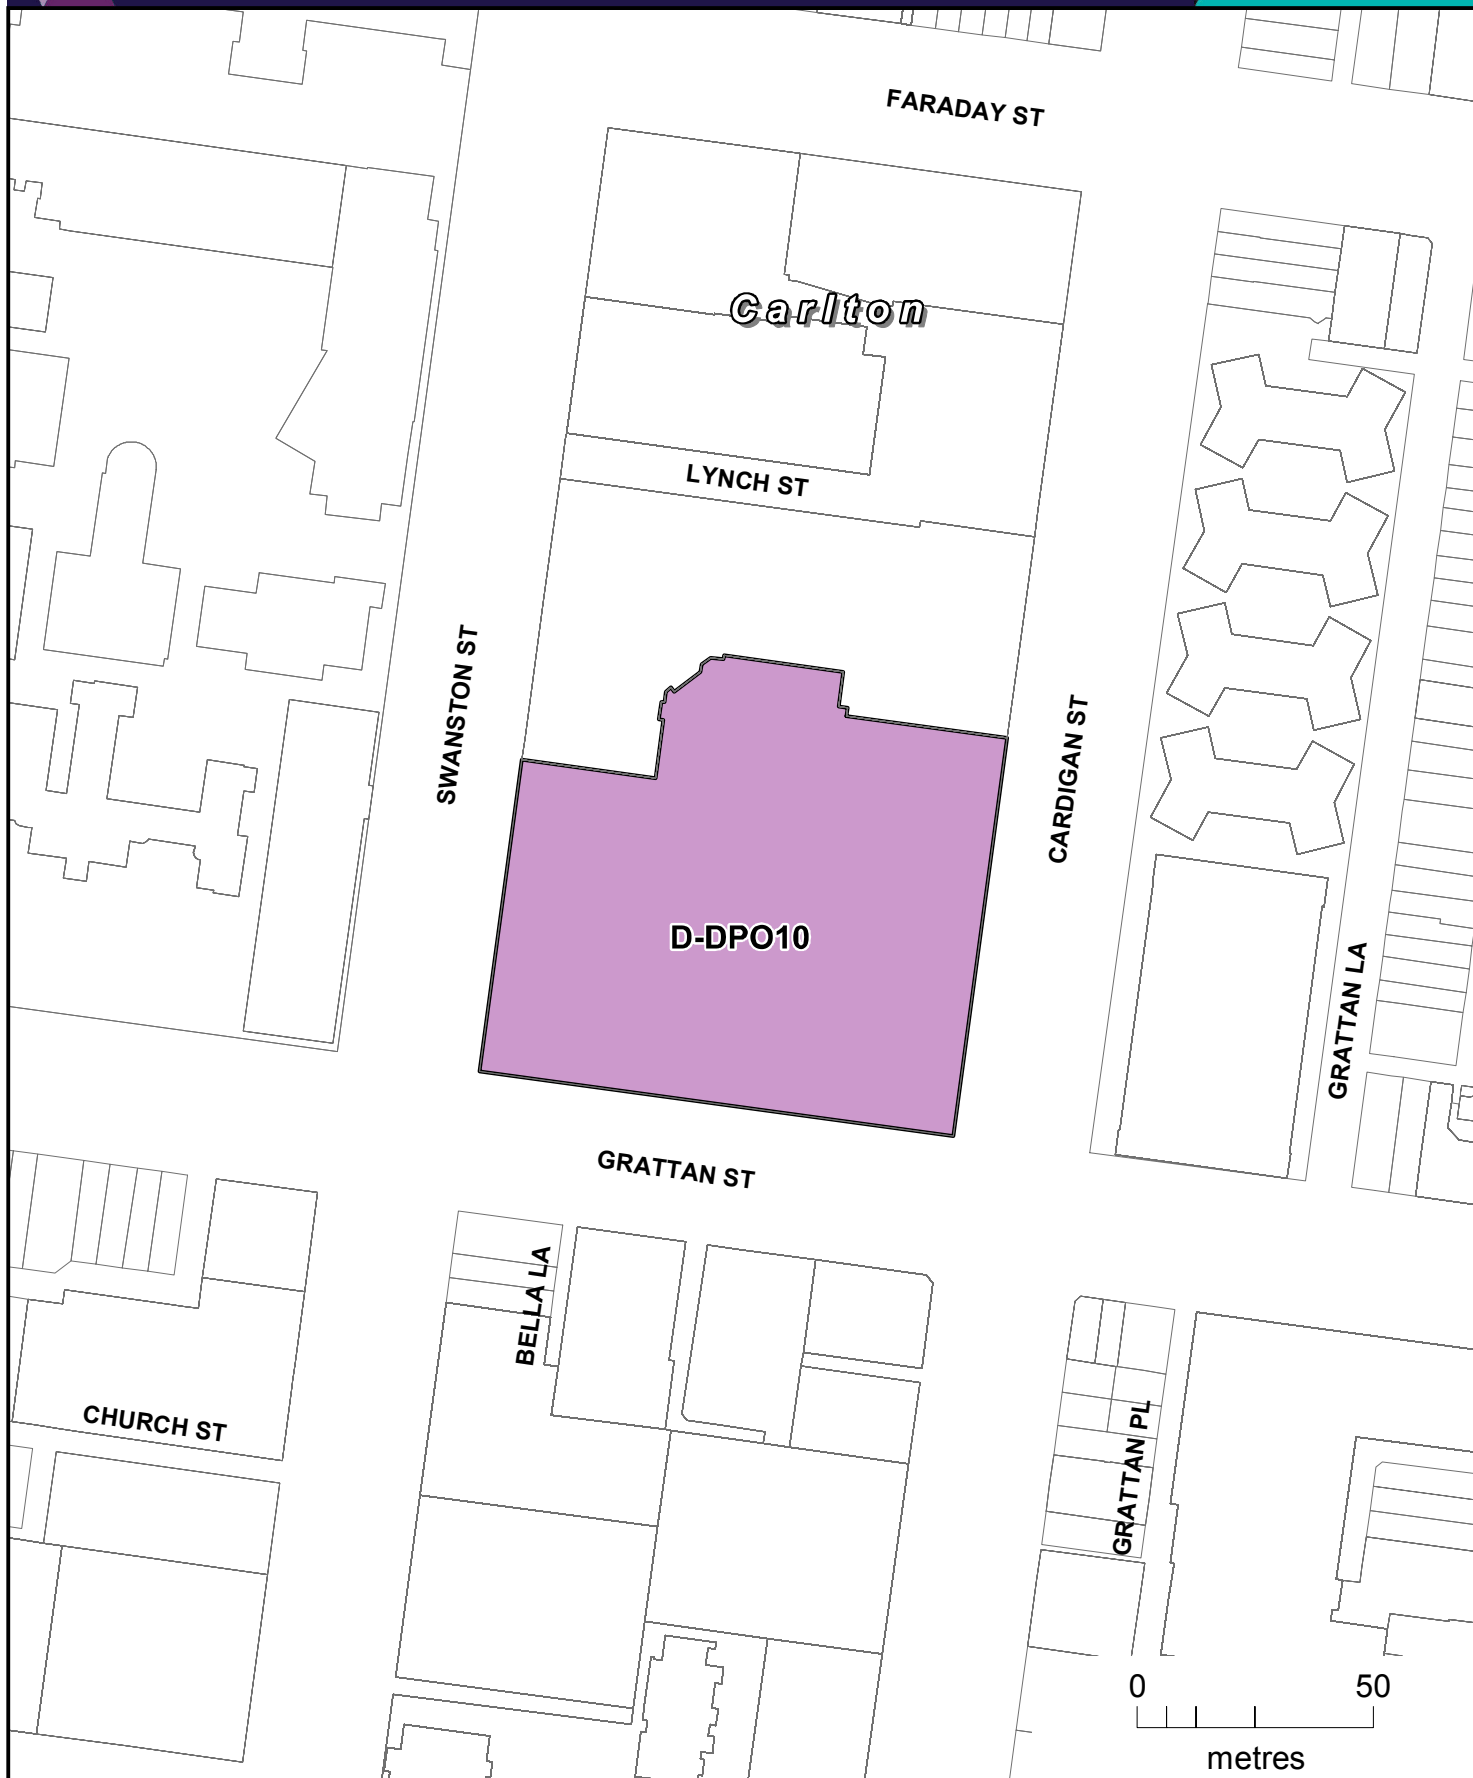 FARADAY ST
Carlton
LYNCH ST
SWANSTON ST
CARDIGAN ST
D-DPO10
GRATTAN LA
GRATTAN ST
BELLA LA
CHURCH ST
GRATTAN PL
0 50
metres